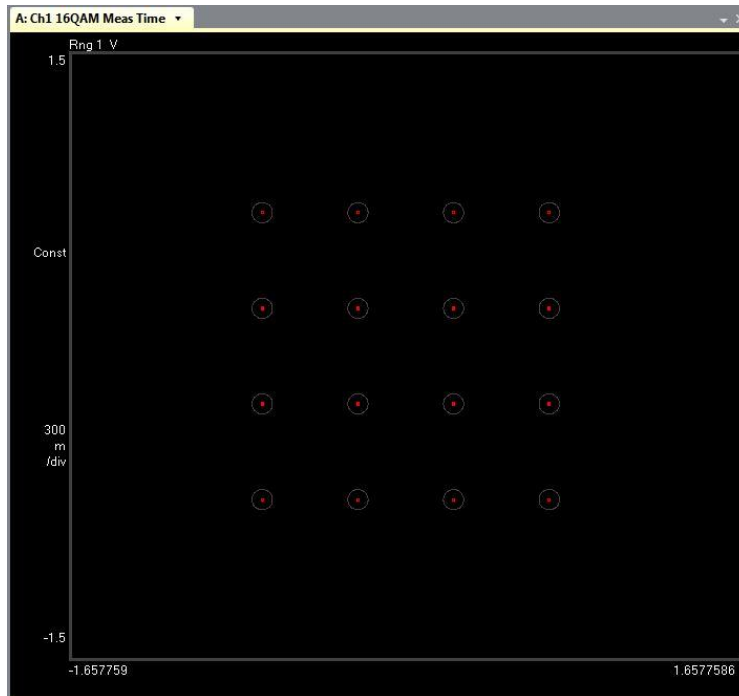 A: Ch1 16QAM Meas Time
Rng 1 V
1.5
Const
300
m
/div
-1.5
-1.657759
1.6577586